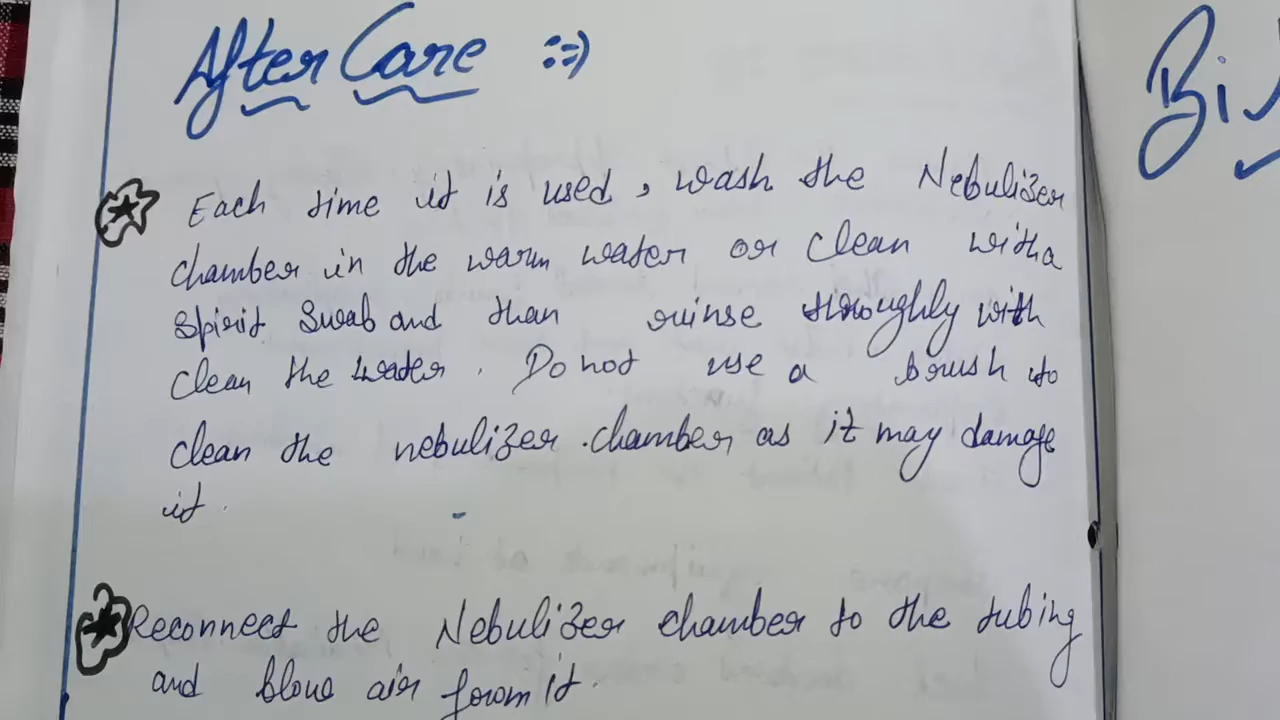 After Care :=)
Each time it is used, wash the Nebulizer
chamber in the warm water or clean with a
spirit swab and than rinse thoroughly with
clean the water. Do not use a brush to
clean the nebulizer chamber as it may damage
it.
Reconnect the Nebulizer chamber to the tubing
and blow air from it.